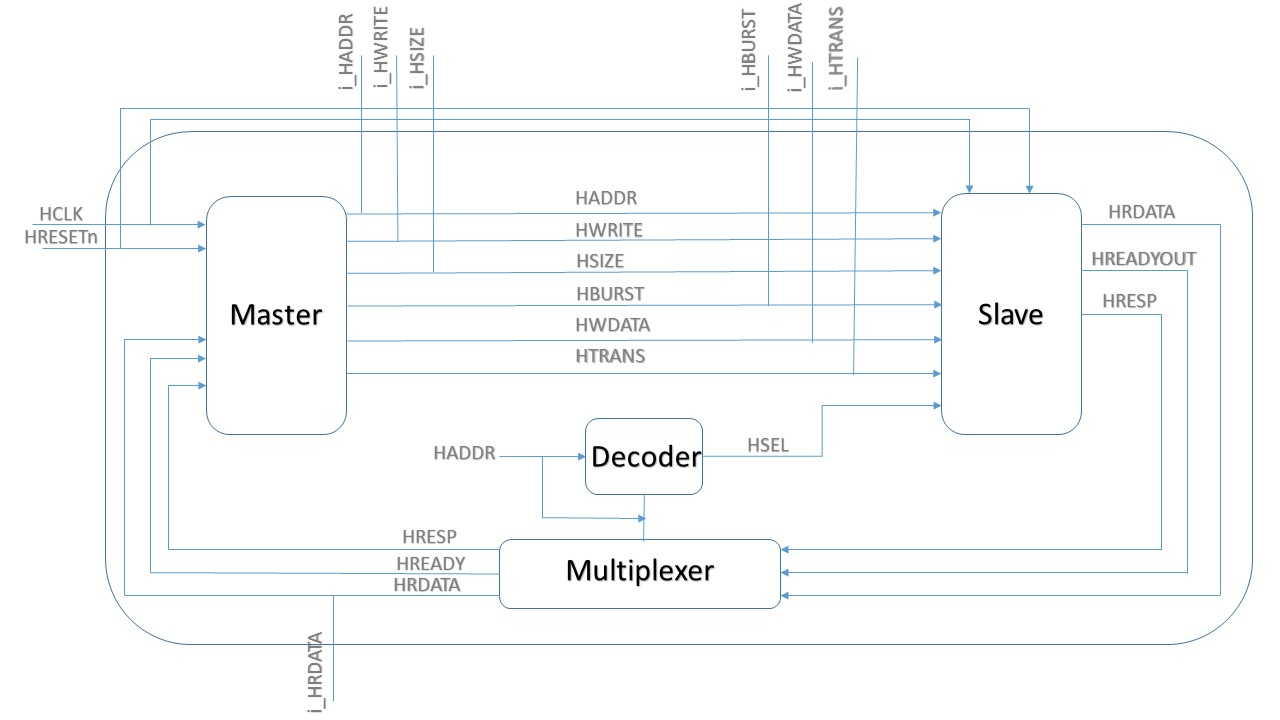 i_HADDR
i_HWRITE
i_HSIZE
i_HBURST
i_HWDATA
i_HTRANS
HCLK
HRESETn
HADDR
HWRITE
HSIZE
HBURST
HWDATA
HTRANS
HRDATA
HREADYOUT
HRESP
Master
Slave
HADDR
Decoder
HSEL
HRESP
HREADY
HRDATA
Multiplexer
i_HRDATA